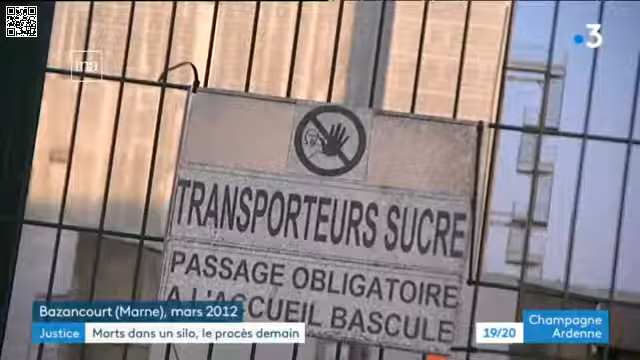 3
ina
TRANSPORTEURS SUCRE
PASSAGE OBLIGATOIRE
A L'ACCUEIL BASCULE
Bazancourt (Marne), mars 2012
Justice Morts dans un silo, le procès demain
19/20
Champagne
Ardenne